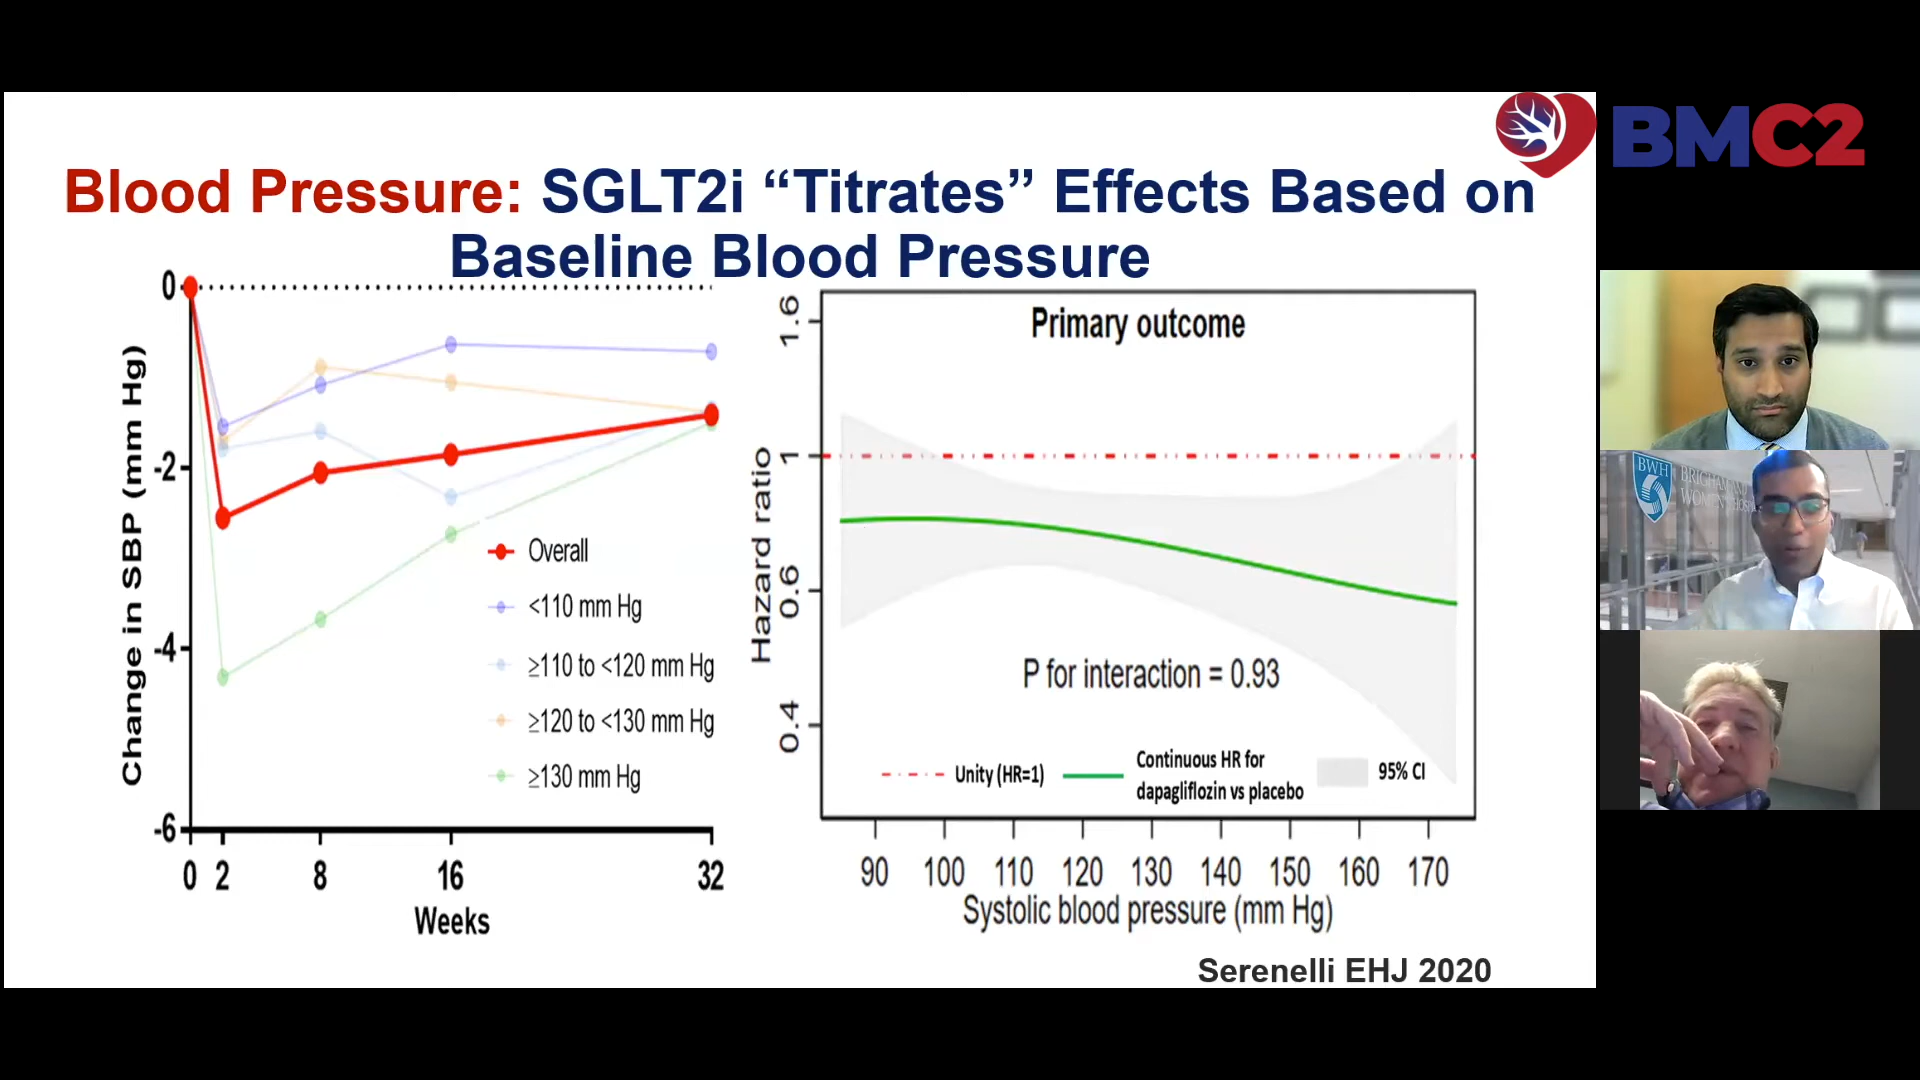 BMC2
Blood Pressure: SGLT2i “Titrates” Effects Based on
Baseline Blood Pressure
Change in SBP (mm Hg)
0
-2
-4
-6
0 2 8 16 32
Weeks
Overall
<110 mm Hg
≥110 to <120 mm Hg
≥120 to <130 mm Hg
≥130 mm Hg
Primary outcome
Hazard ratio
1.6
1
0.6
0.4
P for interaction = 0.93
Unity (HR=1)
Continuous HR for
dapagliflozin vs placebo
95% CI
90 100 110 120 130 140 150 160 170
Systolic blood pressure (mm Hg)
Serenelli EHJ 2020
BWH